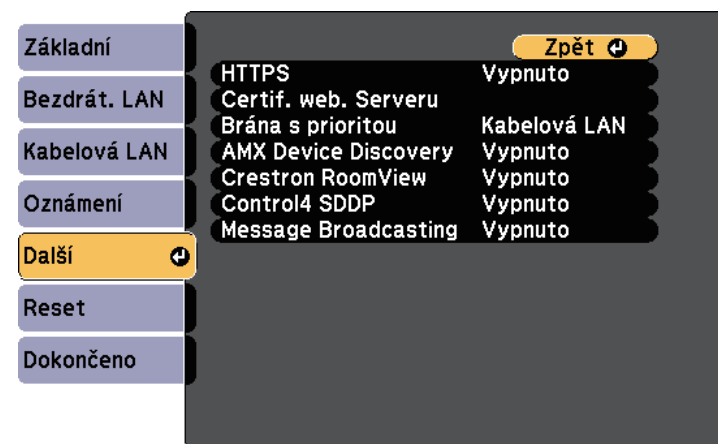 Základní
Bezdrát. LAN
Kabelová LAN
Oznámení
Další
Reset
Dokončeno
Zpět
HTTPS Vypnuto
Certif. web. Serveru
Brána s prioritou Kabelová LAN
AMX Device Discovery Vypnuto
Crestron RoomView Vypnuto
Control4 SDDP Vypnuto
Message Broadcasting Vypnuto